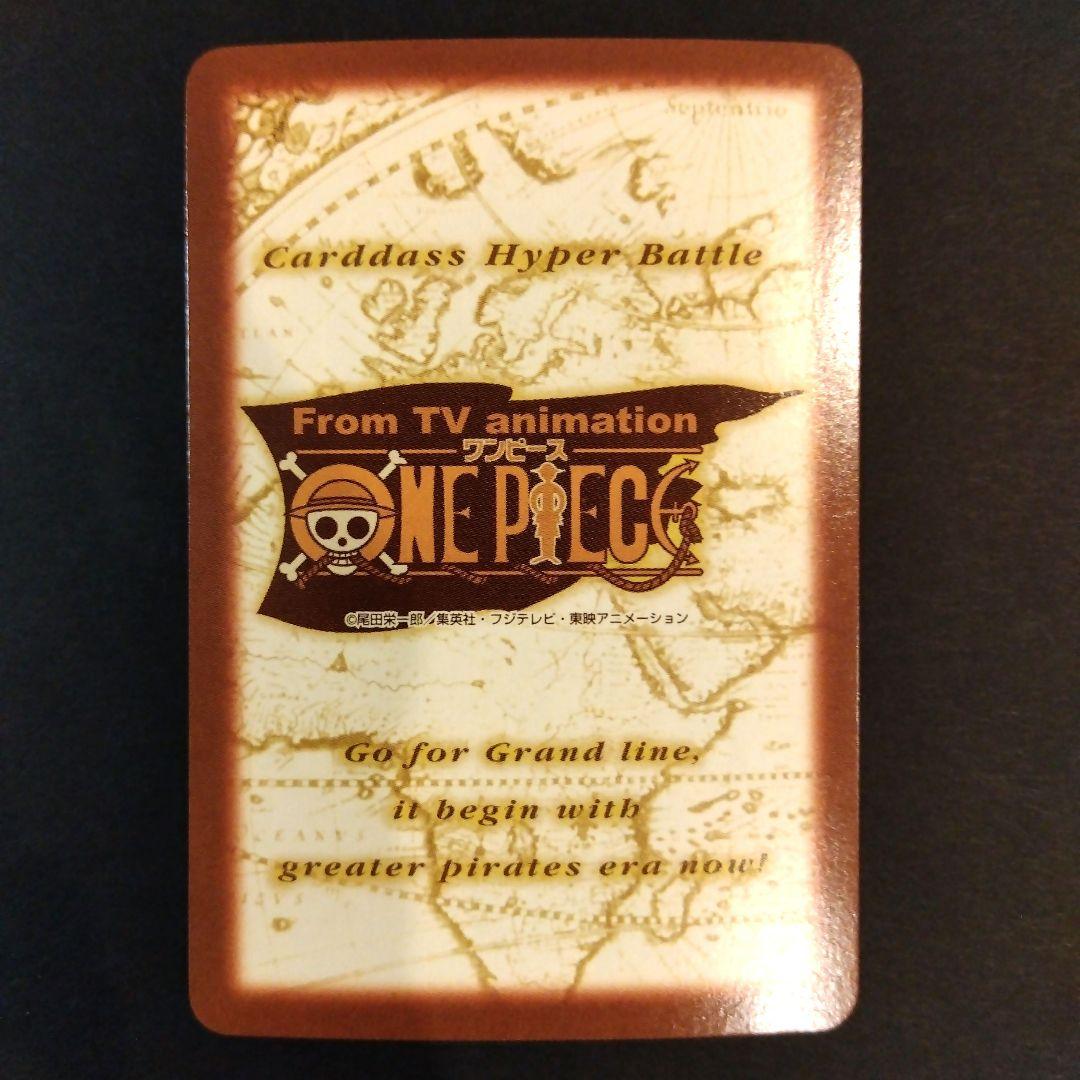 Septentrio
Carddass Hyper Battle
From TV animation
ワンピース
ONE PIECE
©尾田栄一郎／集英社・フジテレビ・東映アニメーション
Go for Grand line,
it begin with
greater pirates era now!